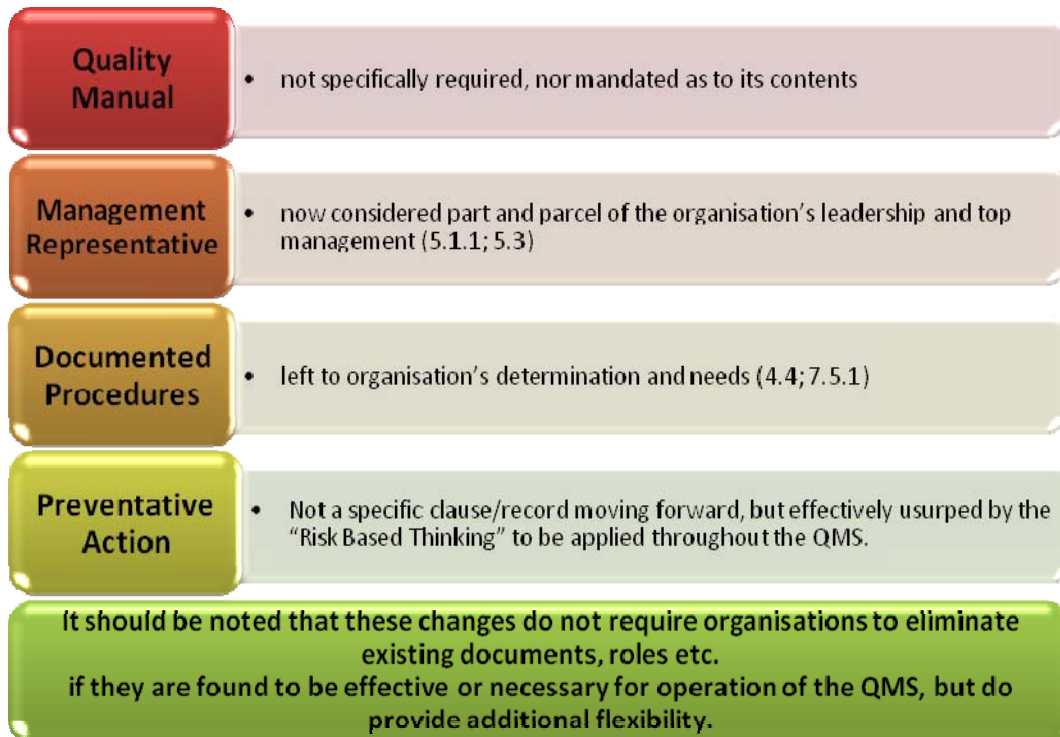 Quality
Manual
• not specifically required, nor mandated as to its contents
Management
Representative
• now considered part and parcel of the organisation's leadership and top
management (5.1.1; 5.3)
Documented
Procedures
• left to organisation's determination and needs (4.4; 7.5.1)
Preventative
Action
• Not a specific clause/record moving forward, but effectively usurped by the
"Risk Based Thinking" to be applied throughout the QMS.
It should be noted that these changes do not require organisations to eliminate
existing documents, roles etc.
if they are found to be effective or necessary for operation of the QMS, but do
provide additional flexibility.